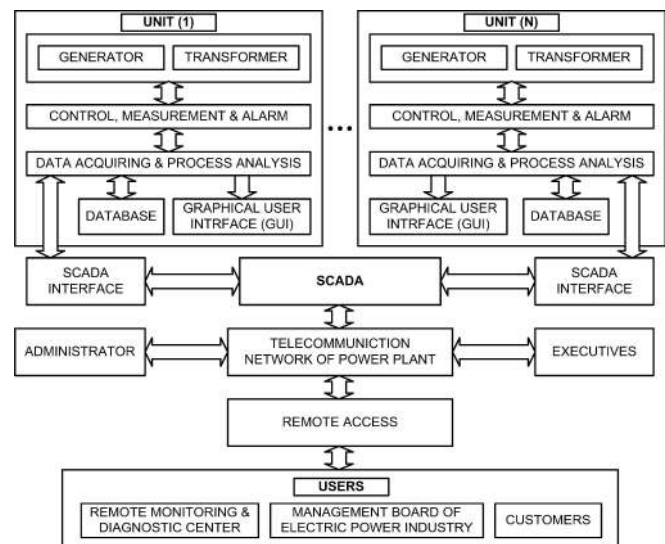 UNIT (1)
GENERATOR
TRANSFORMER
CONTROL, MEASUREMENT & ALARM
DATA ACQUIRING & PROCESS ANALYSIS
DATABASE
GRAPHICAL USER
INTRFACE (GUI)
...
UNIT (N)
GENERATOR
TRANSFORMER
CONTROL, MEASUREMENT & ALARM
DATA ACQUIRING & PROCESS ANALYSIS
GRAPHICAL USER
INTRFACE (GUI)
DATABASE
SCADA
INTERFACE
SCADA
SCADA
INTERFACE
ADMINISTRATOR
TELECOMMUNICTION
NETWORK OF POWER PLANT
EXECUTIVES
REMOTE ACCESS
USERS
REMOTE MONITORING &
DIAGNOSTIC CENTER
MANAGEMENT BOARD OF
ELECTRIC POWER INDUSTRY
CUSTOMERS